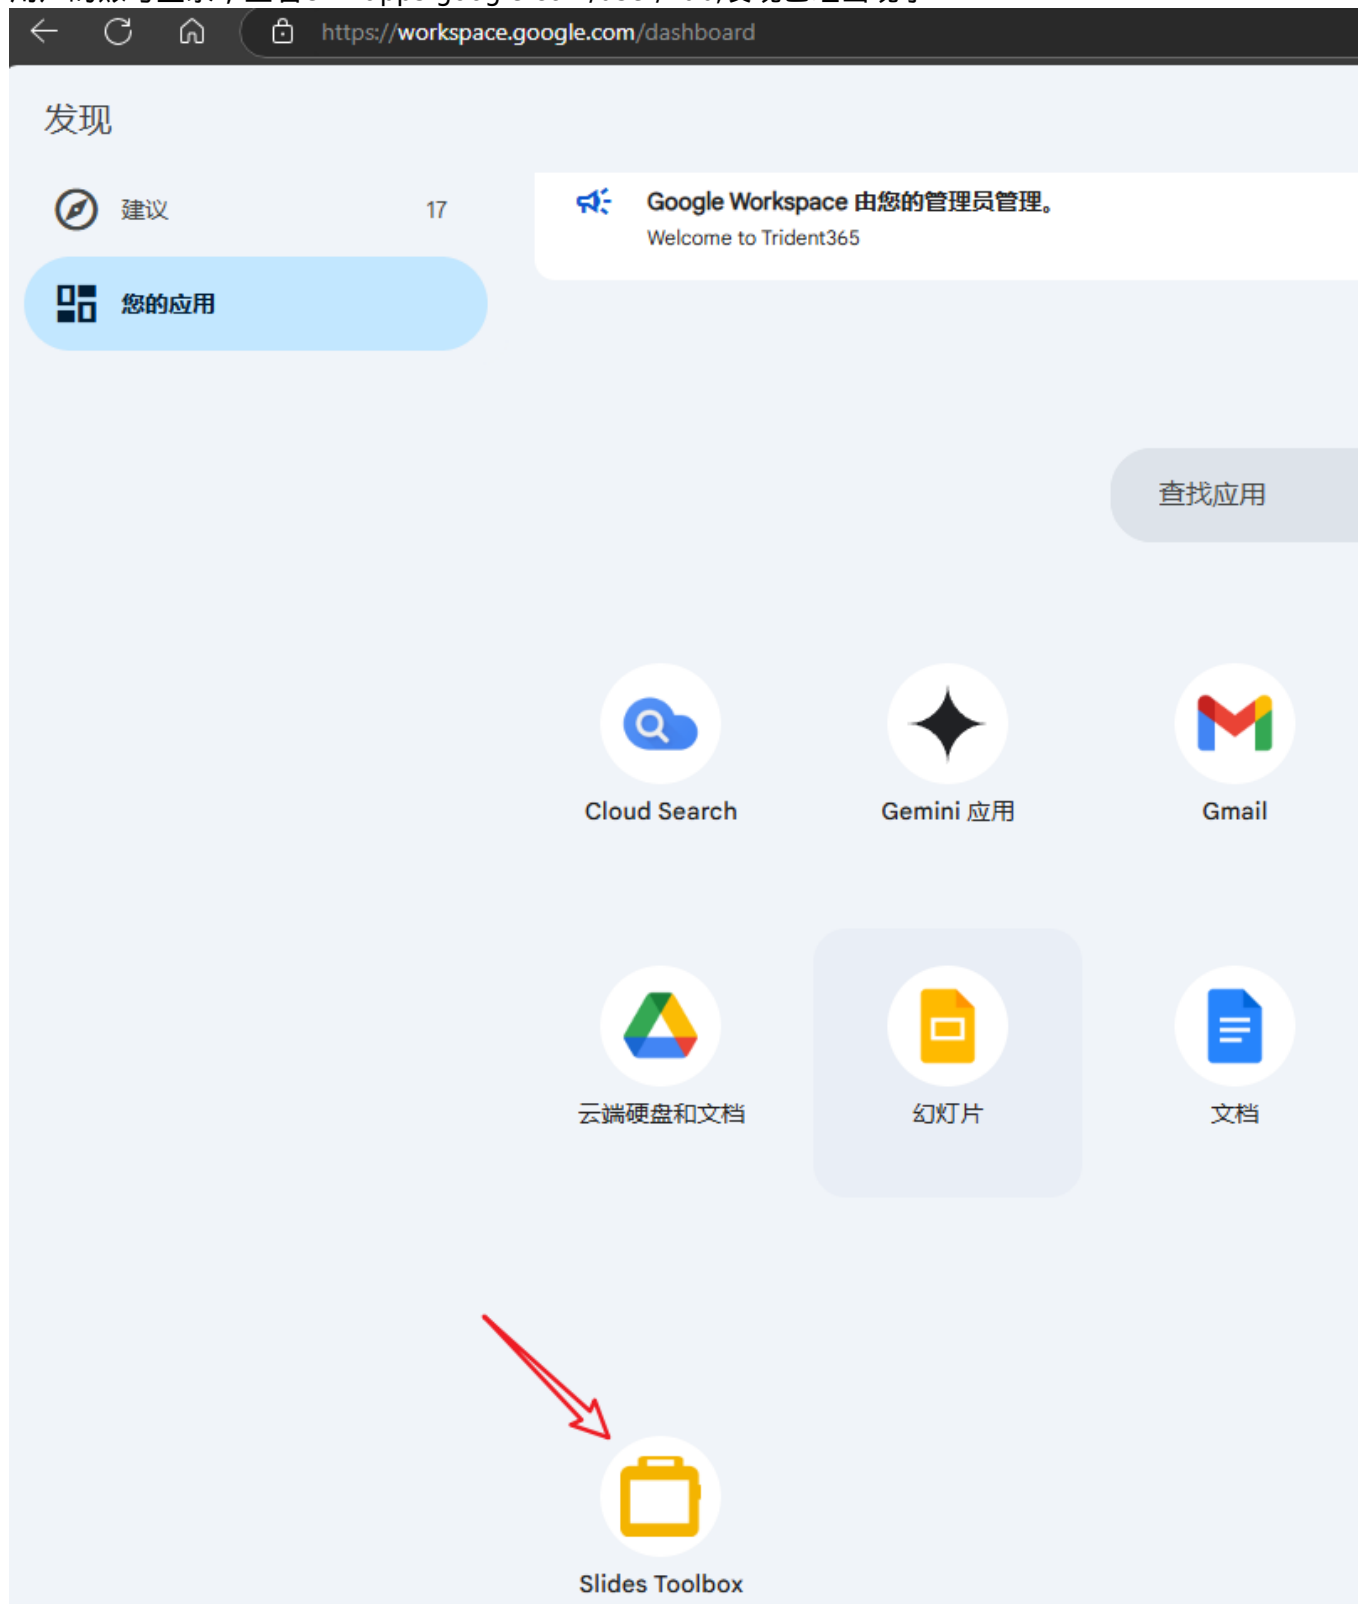 https://workspace.google.com/dashboard
发现
建议 17
Google Workspace 由您的管理员管理。
Welcome to Trident365
您的应用
查找应用
Cloud Search
Gemini 应用
Gmail
云端硬盘和文档
幻灯片
文档
Slides Toolbox